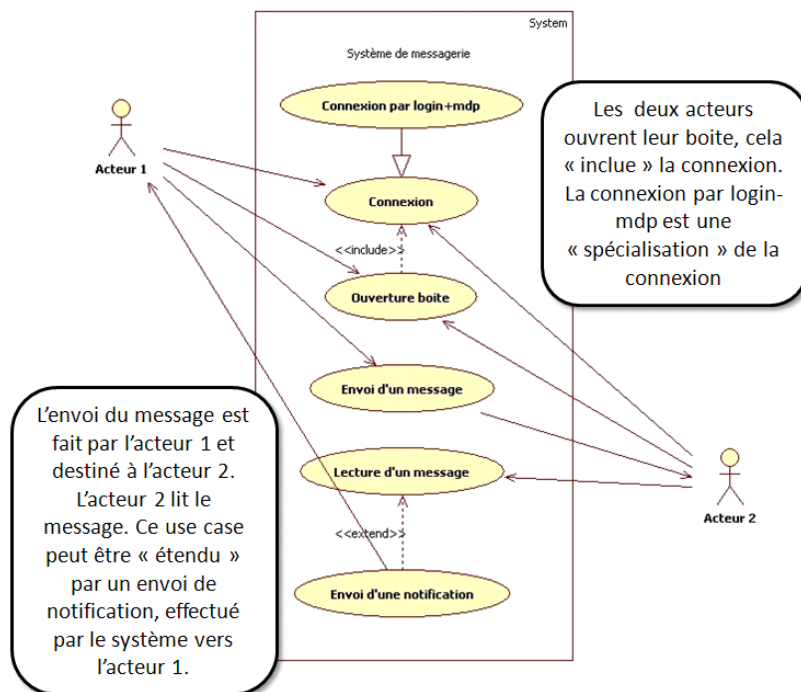 System
Système de messagerie
Connexion par login+mdp
Acteur 1
Connexion
<<include>>
Ouverture boite
Envoi d'un message
Lecture d'un message
<<extend>>
Envoi d'une notification
Acteur 2
Les deux acteurs
ouvrent leur boite, cela
« inclue » la connexion.
La connexion par login-
mdp est une
« spécialisation » de la
connexion
L'envoi du message est
fait par l'acteur 1 et
destiné à l'acteur 2.
L'acteur 2 lit le
message. Ce use case
peut être « étendu »
par un envoi de
notification, effectué
par le système vers
l'acteur 1.